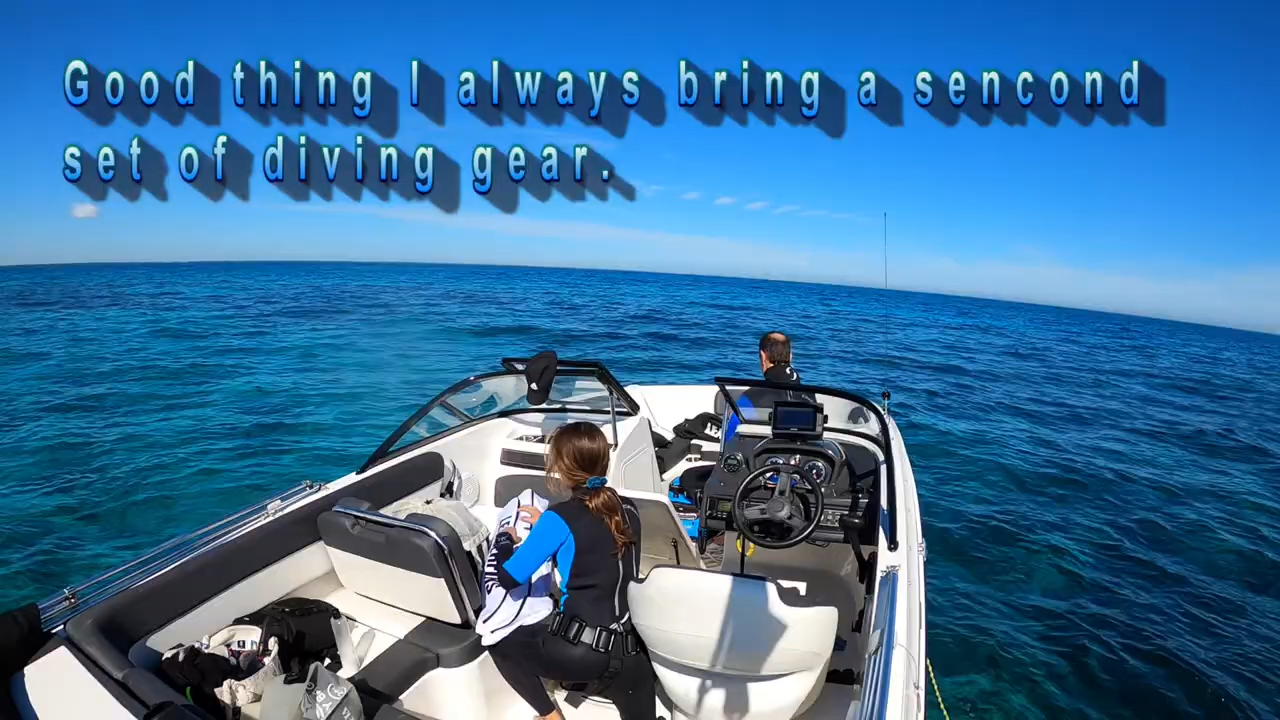 Good thing I always bring a sencond
set of diving gear.